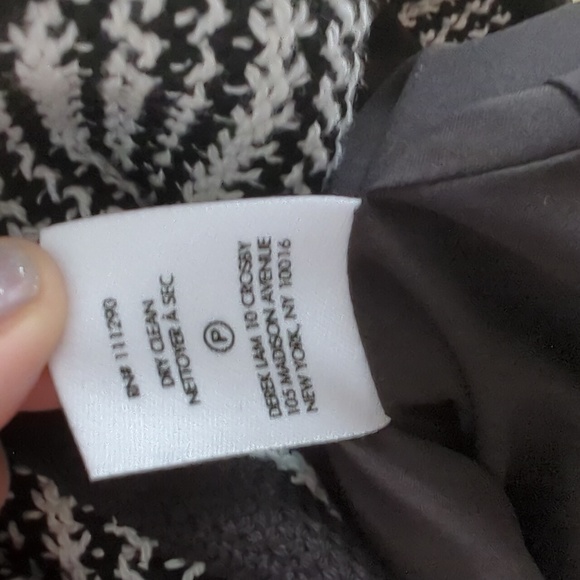 RN# 111290
DRY CLEAN
NETTOYER À SEC
P
DEREK LAM 10 CROSBY
105 MADISON AVENUE
NEW YORK, NY 10016